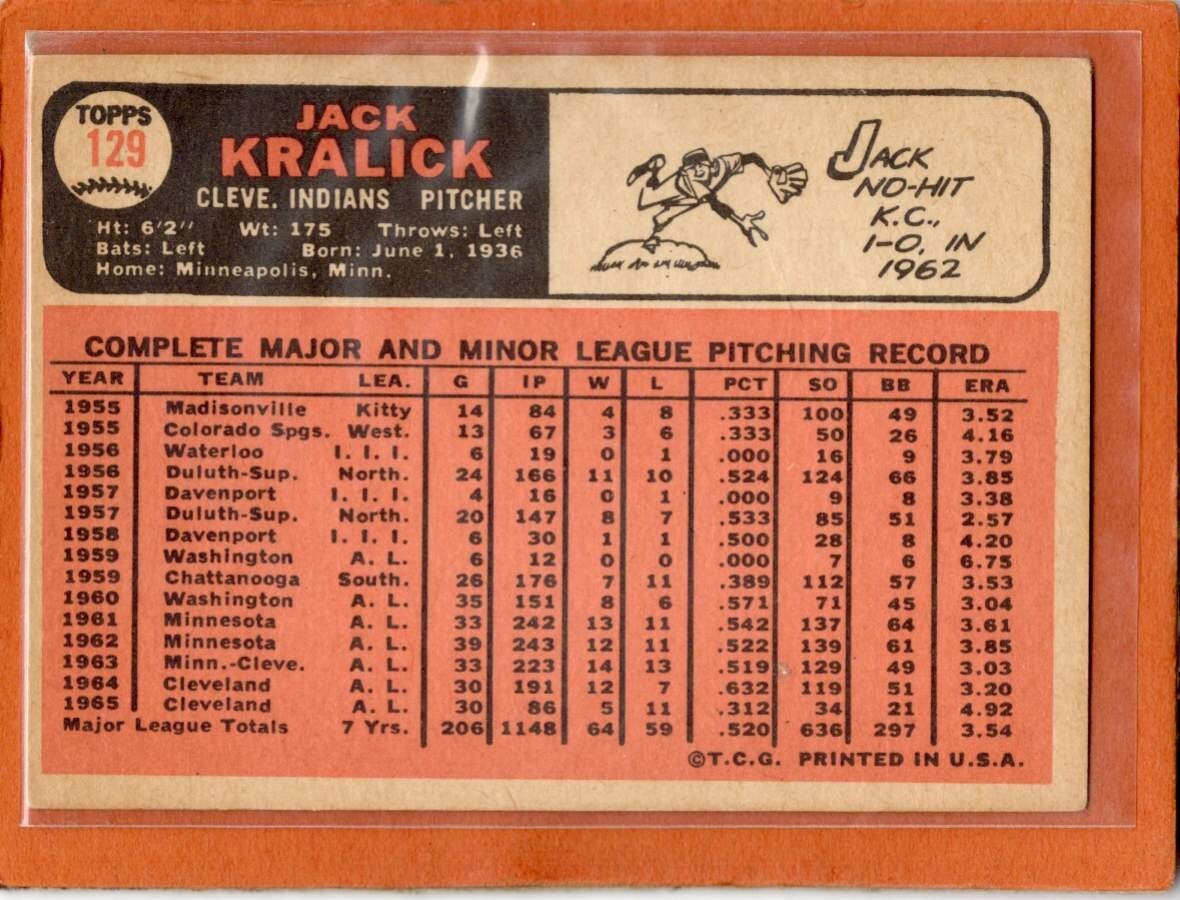 TOPPS
129
JACK
KRALICK
CLEVE. INDIANS PITCHER
Ht: 6'2" Wt: 175 Throws: Left
Bats: Left Born: June 1, 1936
Home: Minneapolis, Minn.
JACK
NO-HIT
K.C.,
1-0, IN
1962
COMPLETE MAJOR AND MINOR LEAGUE PITCHING RECORD
YEAR TEAM LEA. G IP W L PCT SO BB ERA
1955 Madisonville Kitty 14 84 4 8 .333 100 49 3.52
1955 Colorado Spgs. West. 13 67 3 6 .333 50 26 4.16
1956 Waterloo I. I. I. 6 19 0 1 .000 16 9 3.79
1956 Duluth-Sup. North. 24 166 11 10 .524 124 66 3.85
1957 Davenport I. I. I. 4 16 0 1 .000 9 8 3.38
1957 Duluth-Sup. North. 20 147 8 7 .533 85 51 2.57
1958 Davenport I. I. I. 6 30 1 1 .500 28 8 4.20
1959 Washington A. L. 6 12 0 0 .000 7 6 6.75
1959 Chattanooga South. 26 176 7 11 .389 112 57 3.53
1960 Washington A. L. 35 151 8 6 .571 71 45 3.04
1961 Minnesota A. L. 33 242 13 11 .542 137 64 3.61
1962 Minnesota A. L. 39 243 12 11 .522 139 61 3.85
1963 Minn.-Cleve. A. L. 33 223 14 13 .519 129 49 3.03
1964 Cleveland A. L. 30 191 12 7 .632 119 51 3.20
1965 Cleveland A. L. 30 86 5 11 .312 34 21 4.92
Major League Totals 7 Yrs. 206 1148 64 59 .520 636 297 3.54
©T.C.G. PRINTED IN U.S.A.